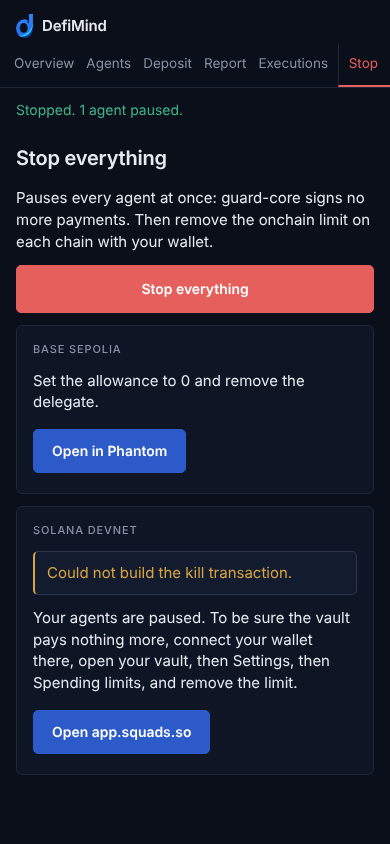 DefiMind
Overview Agents Deposit Report Executions Stop
Stopped. 1 agent paused.
Stop everything
Pauses every agent at once: guard-core signs no
more payments. Then remove the onchain limit on
each chain with your wallet.
Stop everything
BASE SEPOLIA
Set the allowance to 0 and remove the
delegate.
Open in Phantom
SOLANA DEVNET
Could not build the kill transaction.
Your agents are paused. To be sure the vault
pays nothing more, connect your wallet
there, open your vault, then Settings, then
Spending limits, and remove the limit.
Open app.squads.so